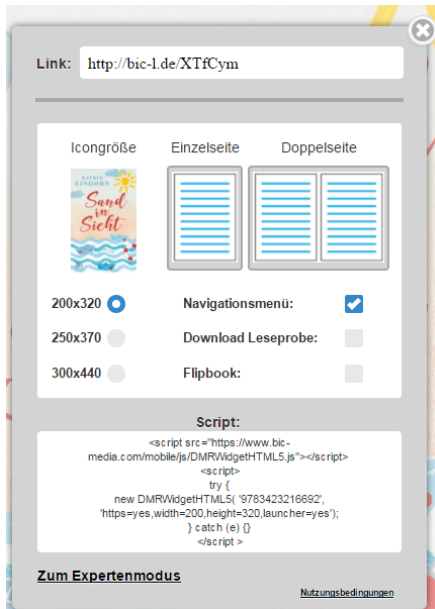 Link: http://bic-l.de/XTfCym
Icongröße Einzelseite Doppelseite
KATRIN
EINHORN
Sand
in
Sicht
200x320 Navigationsmenü:
250x370 Download Leseprobe:
300x440 Flipbook:
Script:
<script src="https://www.bic-
media.com/mobile/js/DMRWidgetHTML5.js"></script>
<script>
try {
new DMRWidgetHTML5( '9783423216692',
'https=yes,width=200,height=320,launcher=yes');
} catch (e) {}
</script >
Zum Expertenmodus
Nutzungsbedingungen